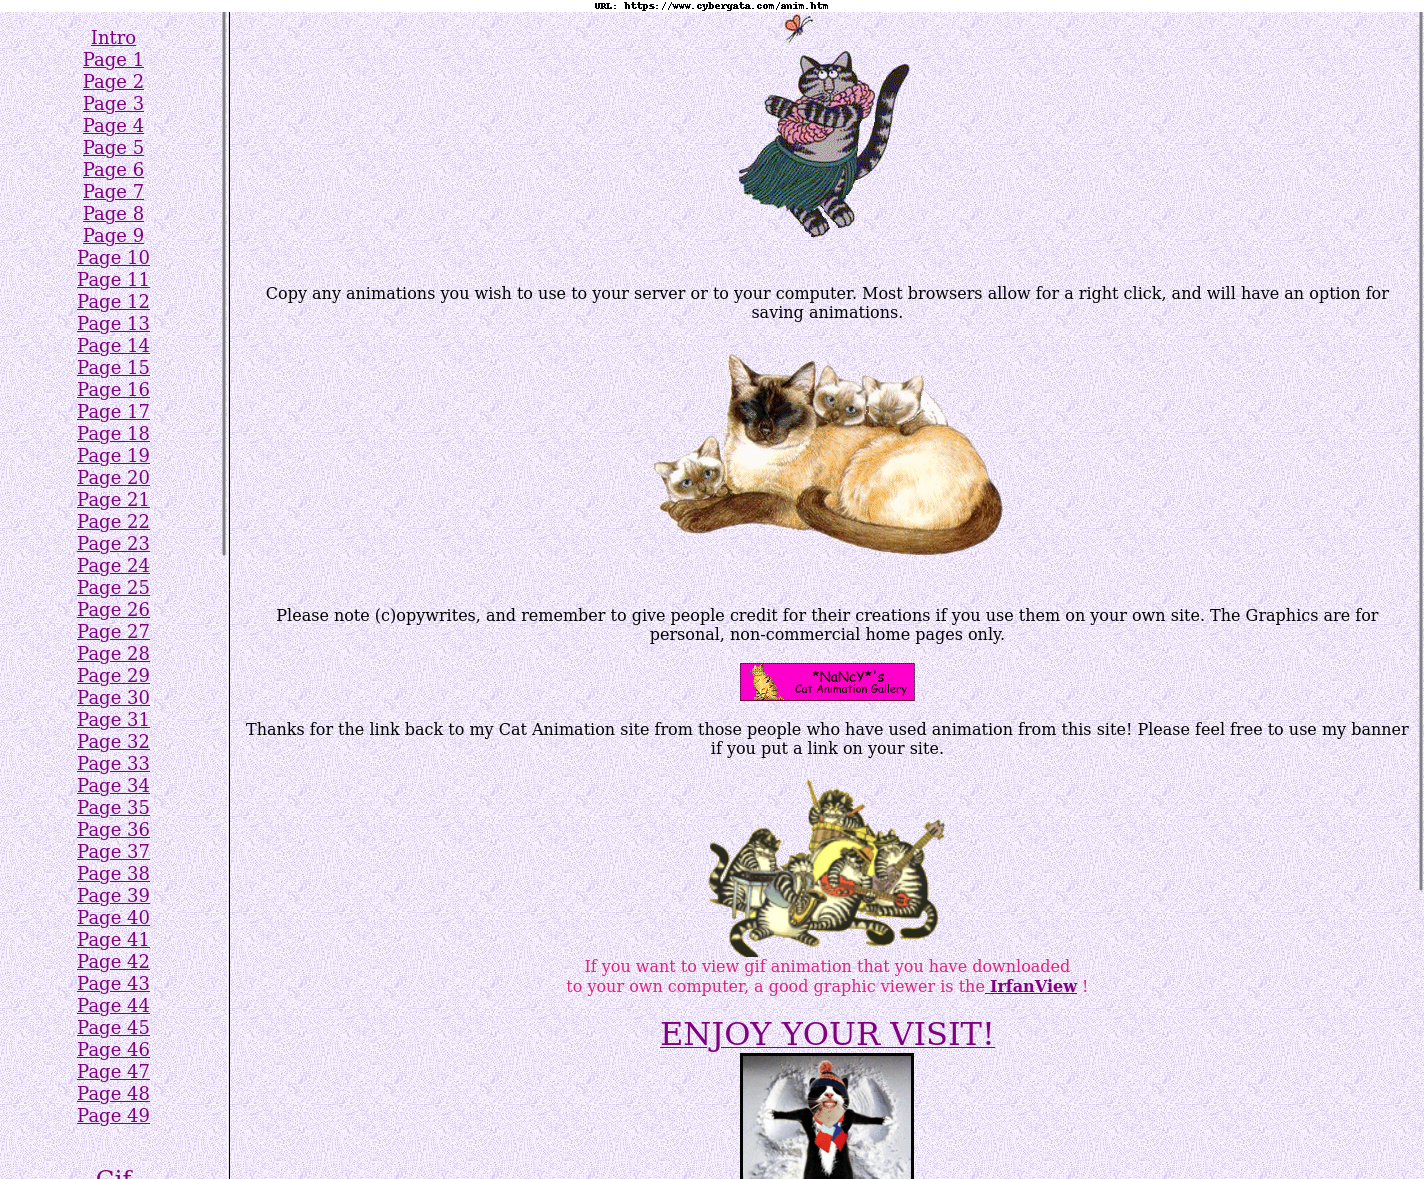 URL: https://www.cybergata.com/anim.htm
Intro
Page 1
Page 2
Page 3
Page 4
Page 5
Page 6
Page 7
Page 8
Page 9
Page 10
Page 11
Page 12
Page 13
Page 14
Page 15
Page 16
Page 17
Page 18
Page 19
Page 20
Page 21
Page 22
Page 23
Page 24
Page 25
Page 26
Page 27
Page 28
Page 29
Page 30
Page 31
Page 32
Page 33
Page 34
Page 35
Page 36
Page 37
Page 38
Page 39
Page 40
Page 41
Page 42
Page 43
Page 44
Page 45
Page 46
Page 47
Page 48
Page 49
Gif
Copy any animations you wish to use to your server or to your computer. Most browsers allow for a right click, and will have an option for
saving animations.
Please note (c)opywrites, and remember to give people credit for their creations if you use them on your own site. The Graphics are for
personal, non-commercial home pages only.
*NaNcY*'s
Cat Animation Gallery
Thanks for the link back to my Cat Animation site from those people who have used animation from this site! Please feel free to use my banner
if you put a link on your site.
If you want to view gif animation that you have downloaded
to your own computer, a good graphic viewer is the IrfanView !
ENJOY YOUR VISIT!